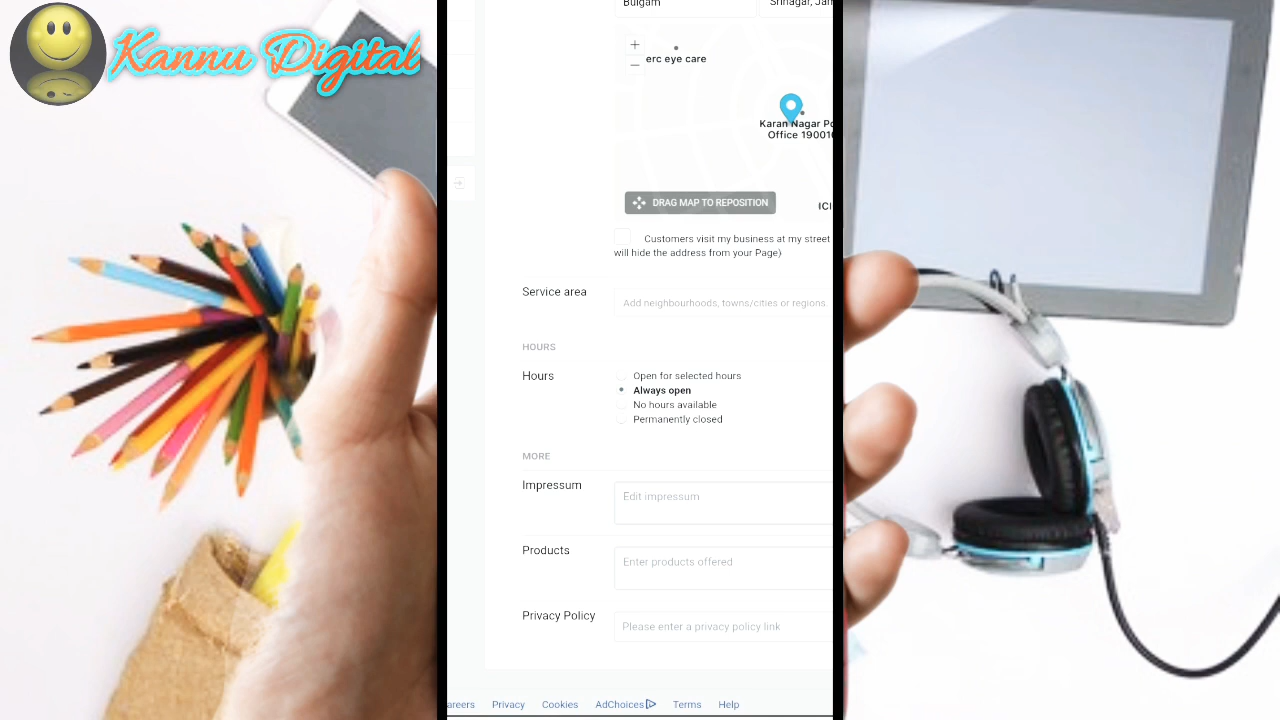 Kannu Digital
Bulgam
Srinagar, Jam
+
erc eye care
−
Karan Nagar Po
Office 190010
DRAG MAP TO REPOSITION
ICI
Customers visit my business at my street
will hide the address from your Page)
Service area
Add neighbourhoods, towns/cities or regions
HOURS
Hours
Open for selected hours
Always open
No hours available
Permanently closed
MORE
Impressum
Edit impressum
Products
Enter products offered
Privacy Policy
Please enter a privacy policy link
areers Privacy Cookies AdChoices Terms Help